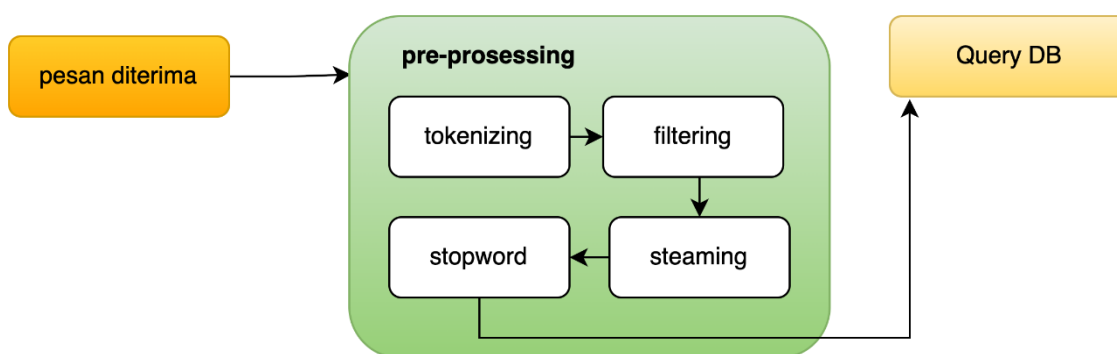 pesan diterima
pre-prosessing
Query DB
tokenizing
filtering
stopword
steaming